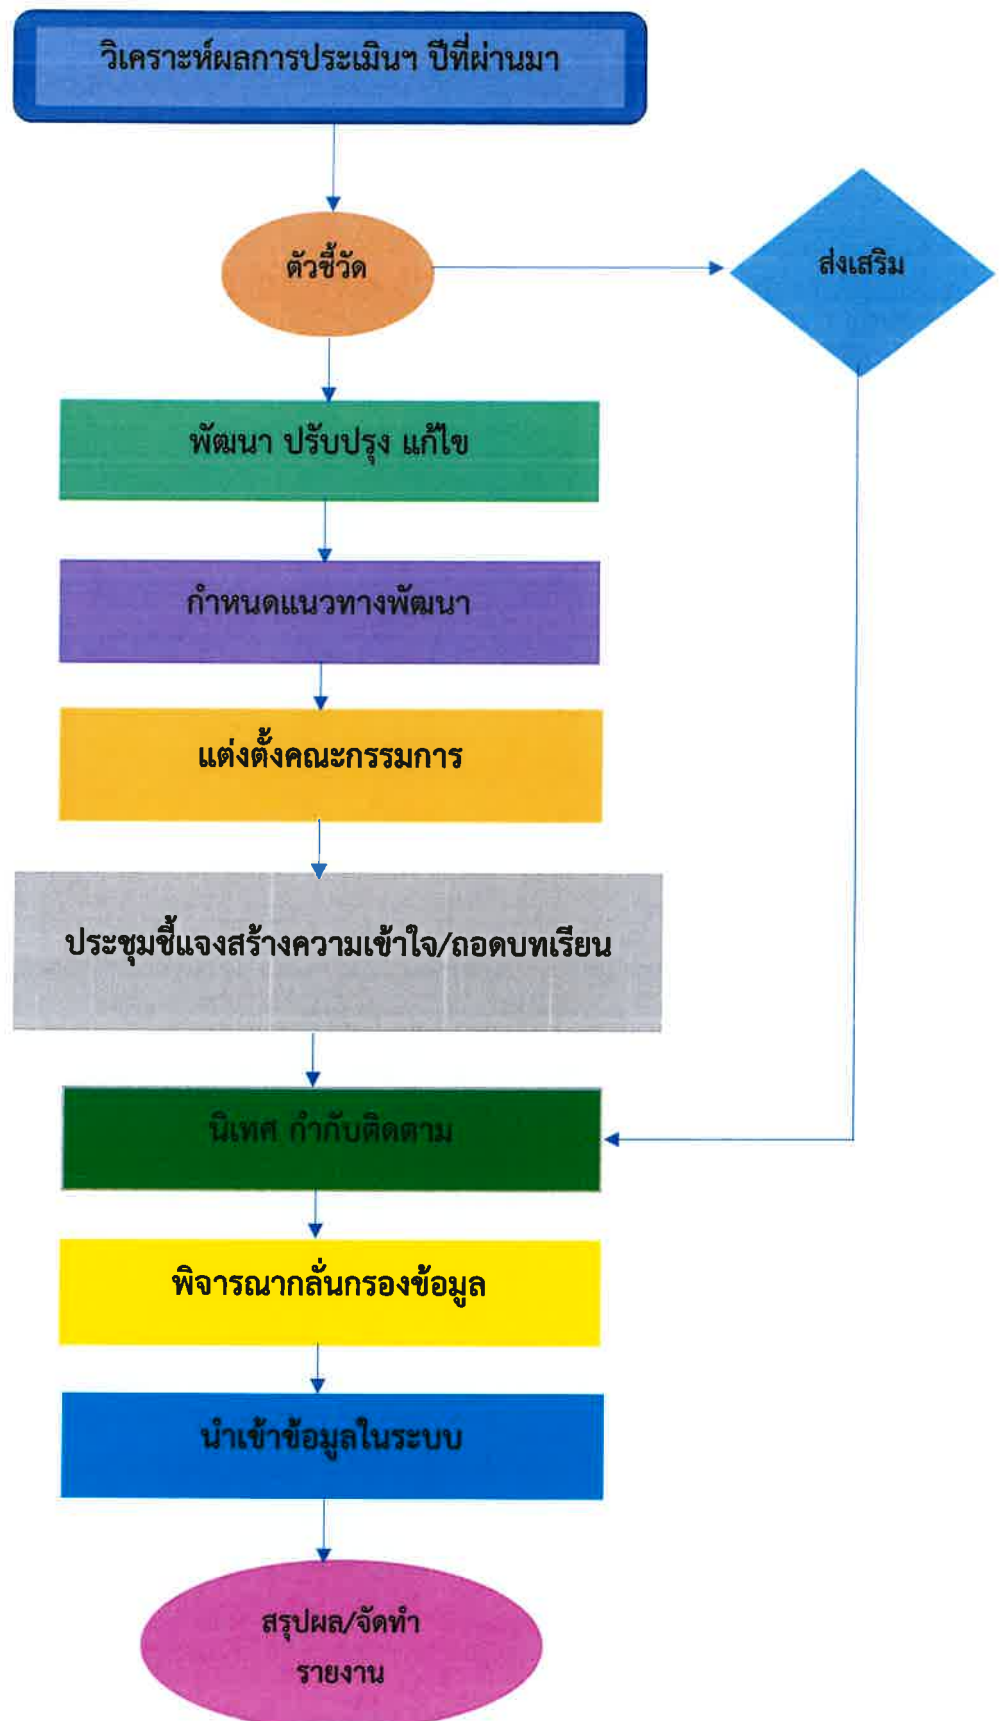 วิเคราะห์ผลการประเมินฯ ปีที่ผ่านมา
ตัวชี้วัด
ส่งเสริม
พัฒนา ปรับปรุง แก้ไข
กำหนดแนวทางพัฒนา
แต่งตั้งคณะกรรมการ
ประชุมชี้แจงสร้างความเข้าใจ/ถอดบทเรียน
นิเทศ กำกับติดตาม
พิจารณากลั่นกรองข้อมูล
นำเข้าข้อมูลในระบบ
สรุปผล/จัดทำ
รายงาน